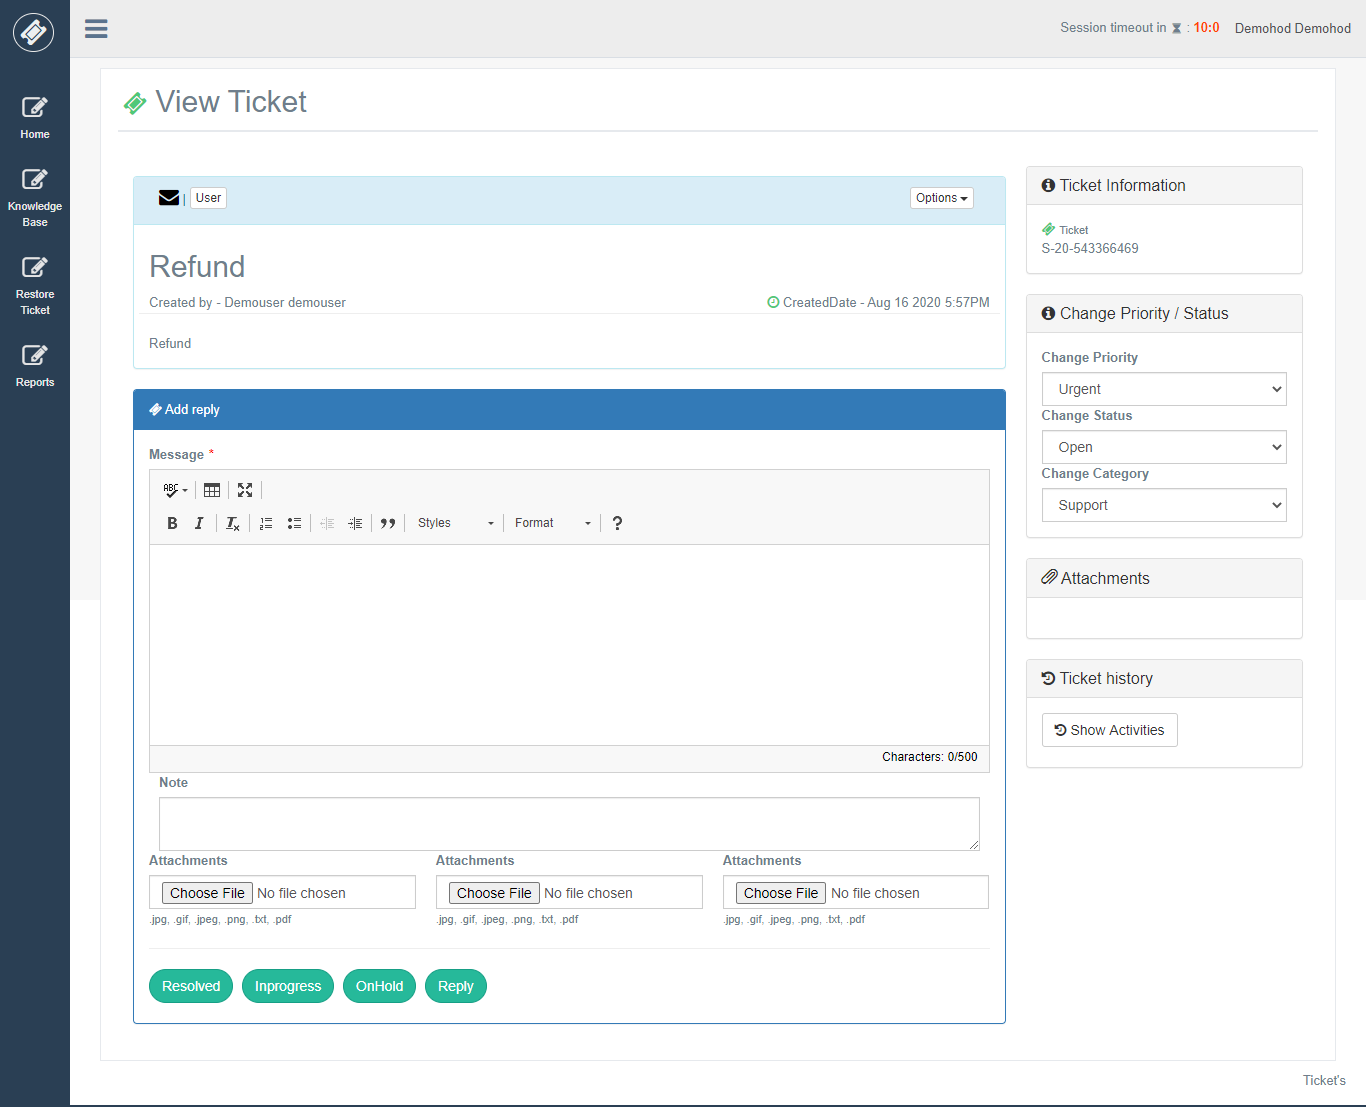 Session timeout in : 10:0 Demohod Demohod
Home
Knowledge
Base
Restore
Ticket
Reports
View Ticket
| User
Options
Refund
Created by - Demouser demouser
CreatedDate - Aug 16 2020 5:57PM
Refund
Add reply
Message *
ABC
B I Tx Styles Format ?
Characters: 0/500
Note
Attachments Attachments Attachments
Choose File No file chosen Choose File No file chosen Choose File No file chosen
.jpg, .gif, .jpeg, .png, .txt, .pdf .jpg, .gif, .jpeg, .png, .txt, .pdf .jpg, .gif, .jpeg, .png, .txt, .pdf
Resolved Inprogress OnHold Reply
Ticket Information
Ticket
S-20-543366469
Change Priority / Status
Change Priority
Urgent
Change Status
Open
Change Category
Support
Attachments
Ticket history
Show Activities
Ticket's